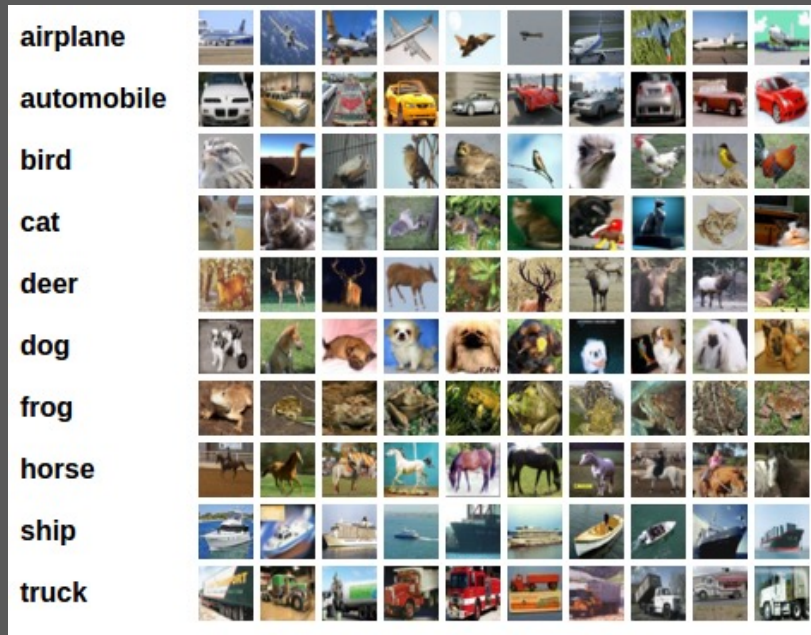 airplane
automobile
bird
cat
deer
dog
frog
horse
ship
truck